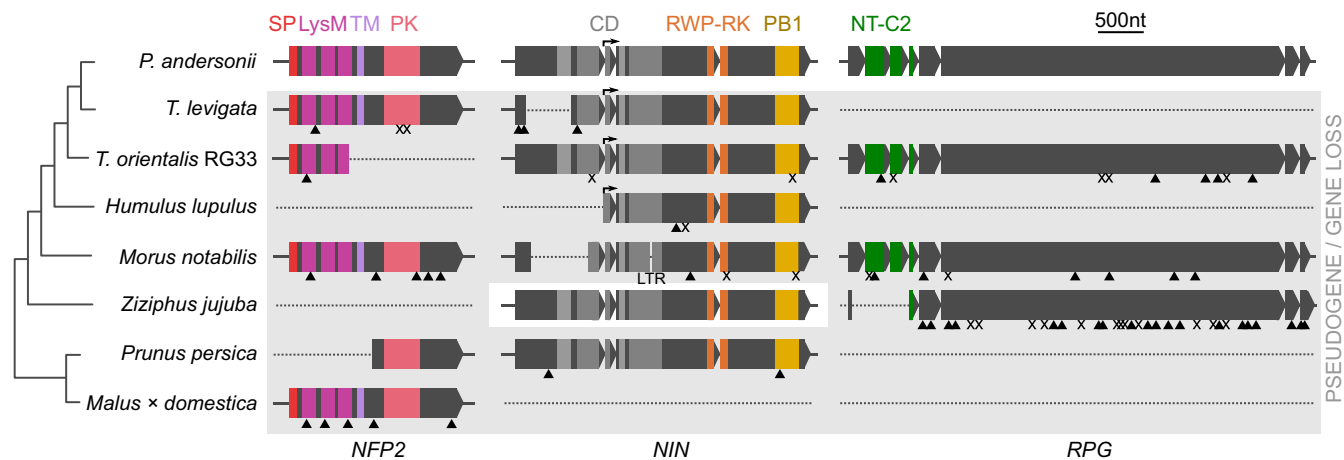 SP LysM TM PK CD RWP-RK PB1 NT-C2 500nt
P. andersonii
T. levigata
x x
T. orientalis RG33
x x x x x x
Humulus lupulus
x
Morus notabilis
LTR x x x x
Ziziphus jujuba
x x x x x x x x x x x
Prunus persica
Malus × domestica
NFP2 NIN RPG
PSEUDOGENE / GENE LOSS